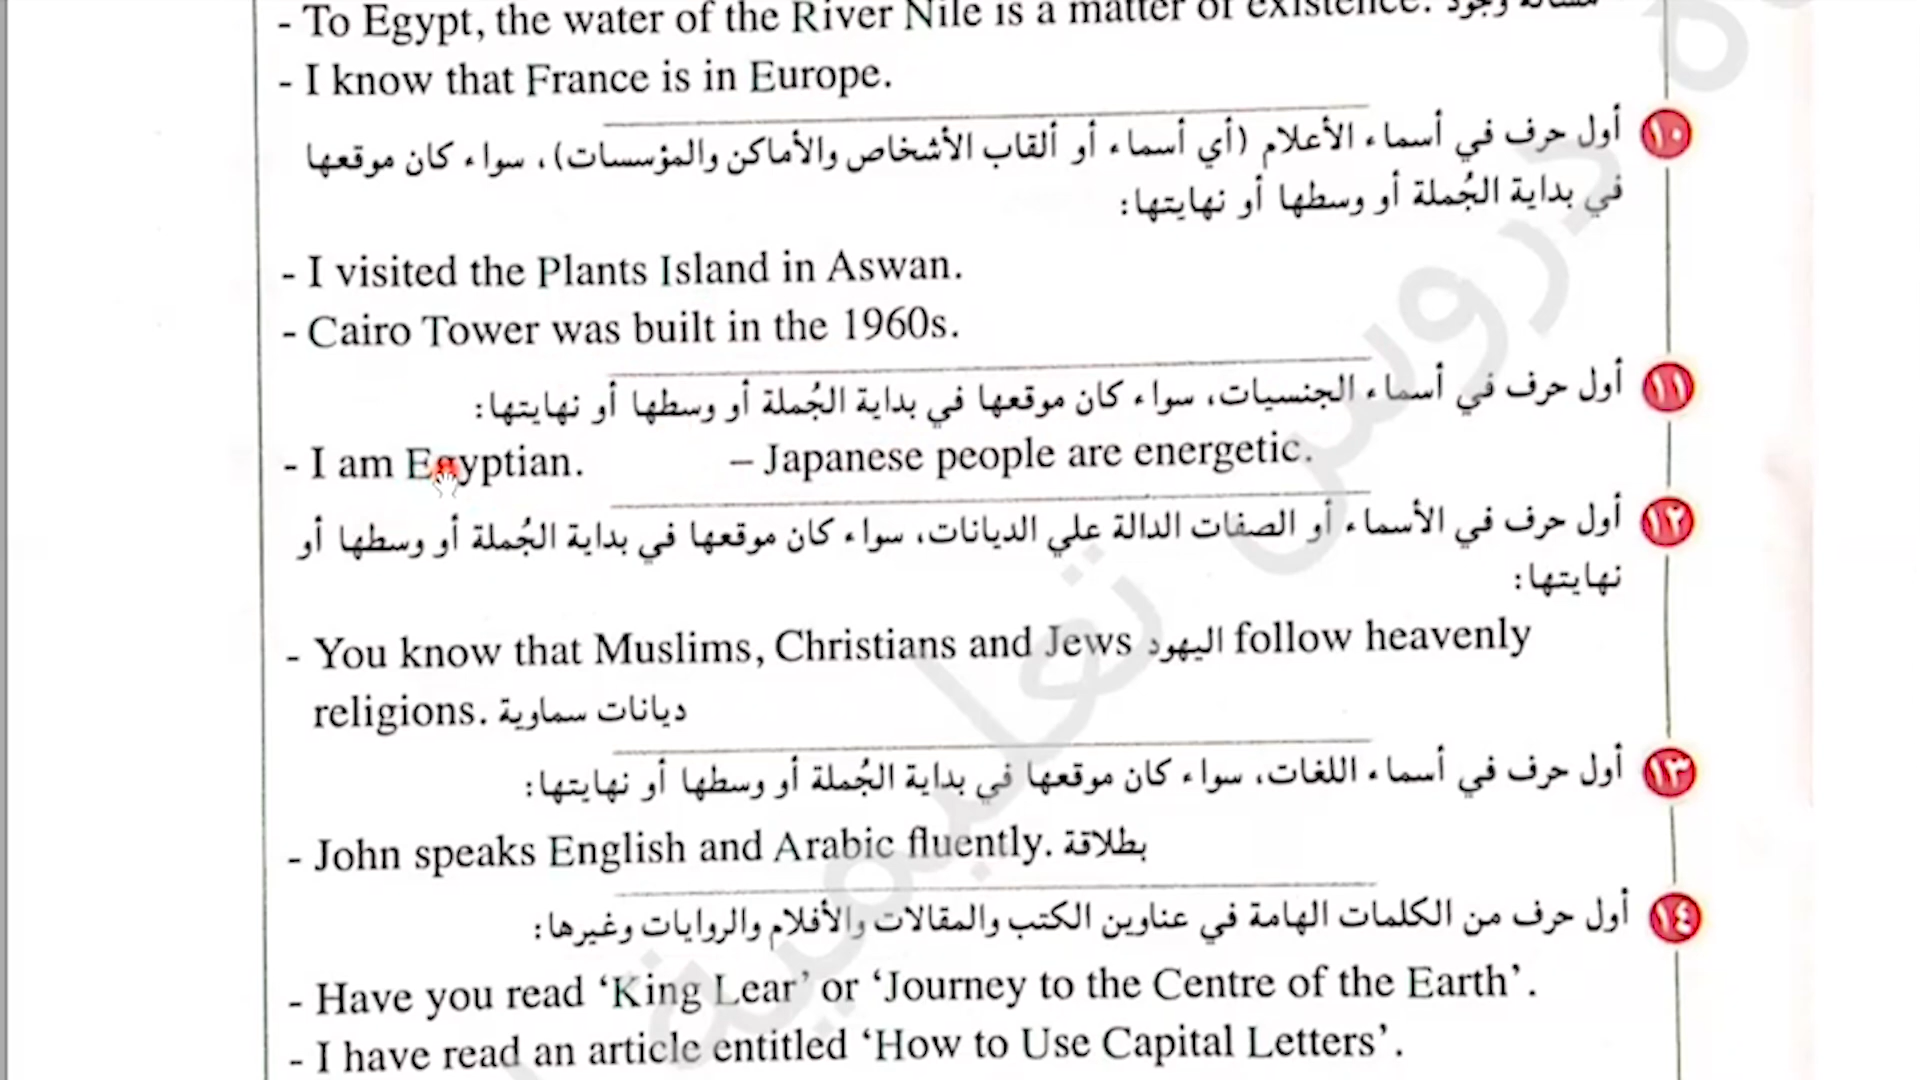 - To Egypt, the water of the River Nile is a matter of existence. مسألة وجود
- I know that France is in Europe.
١٠ أول حرف في أسماء الأعلام (أي أسماء أو ألقاب الأشخاص والأماكن والمؤسسات)، سواء كان موقعها
في بداية الجُملة أو وسطها أو نهايتها:
- I visited the Plants Island in Aswan.
- Cairo Tower was built in the 1960s.
١١ أول حرف في أسماء الجنسيات، سواء كان موقعها في بداية الجُملة أو وسطها أو نهايتها:
- I am Egyptian. – Japanese people are energetic.
١٢ أول حرف في الأسماء أو الصفات الدالة علي الديانات، سواء كان موقعها في بداية الجُملة أو وسطها أو
نهايتها:
- You know that Muslims, Christians and Jews اليهود follow heavenly
religions. ديانات سماوية
١٣ أول حرف في أسماء اللغات، سواء كان موقعها في بداية الجُملة أو وسطها أو نهايتها:
- John speaks English and Arabic fluently. بطلاقة
١٤ أول حرف من الكلمات الهامة في عناوين الكتب والمقالات والأفلام والروايات وغيرها:
- Have you read ‘King Lear’ or ‘Journey to the Centre of the Earth’.
- I have read an article entitled ‘How to Use Capital Letters’.
دروس تعليمية